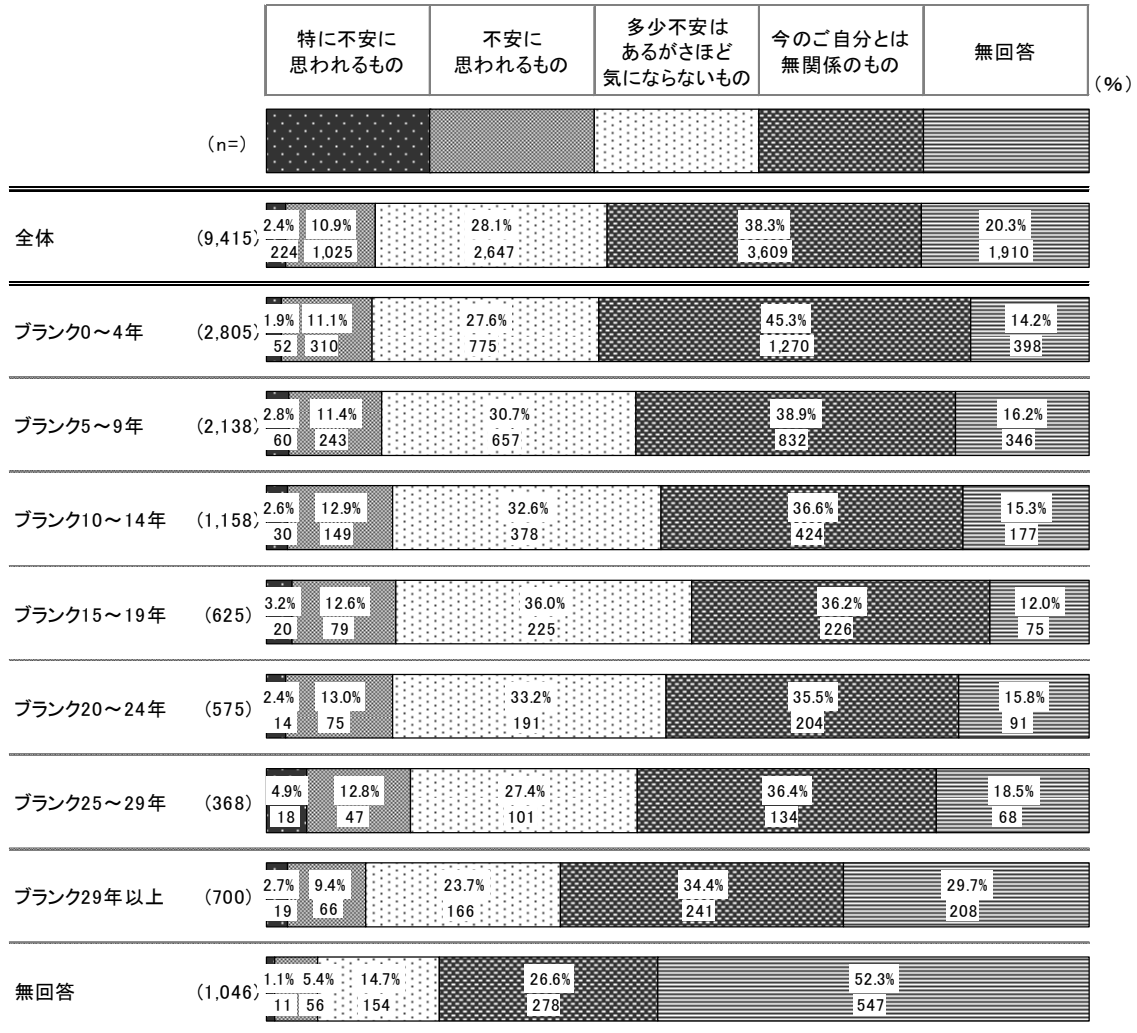 特に不安に
思われるもの
不安に
思われるもの
多少不安は
あるがさほど
気にならないもの
今のご自分とは
無関係のもの
無回答
(%)
(n=)
全体 (9,415) 2.4% 10.9% 28.1% 38.3% 20.3%
224 1,025 2,647 3,609 1,910
ブランク0～4年 (2,805) 1.9% 11.1% 27.6% 45.3% 14.2%
52 310 775 1,270 398
ブランク5～9年 (2,138) 2.8% 11.4% 30.7% 38.9% 16.2%
60 243 657 832 346
ブランク10～14年 (1,158) 2.6% 12.9% 32.6% 36.6% 15.3%
30 149 378 424 177
ブランク15～19年 (625) 3.2% 12.6% 36.0% 36.2% 12.0%
20 79 225 226 75
ブランク20～24年 (575) 2.4% 13.0% 33.2% 35.5% 15.8%
14 75 191 204 91
ブランク25～29年 (368) 4.9% 12.8% 27.4% 36.4% 18.5%
18 47 101 134 68
ブランク29年以上 (700) 2.7% 9.4% 23.7% 34.4% 29.7%
19 66 166 241 208
無回答 (1,046) 1.1% 5.4% 14.7% 26.6% 52.3%
11 56 154 278 547